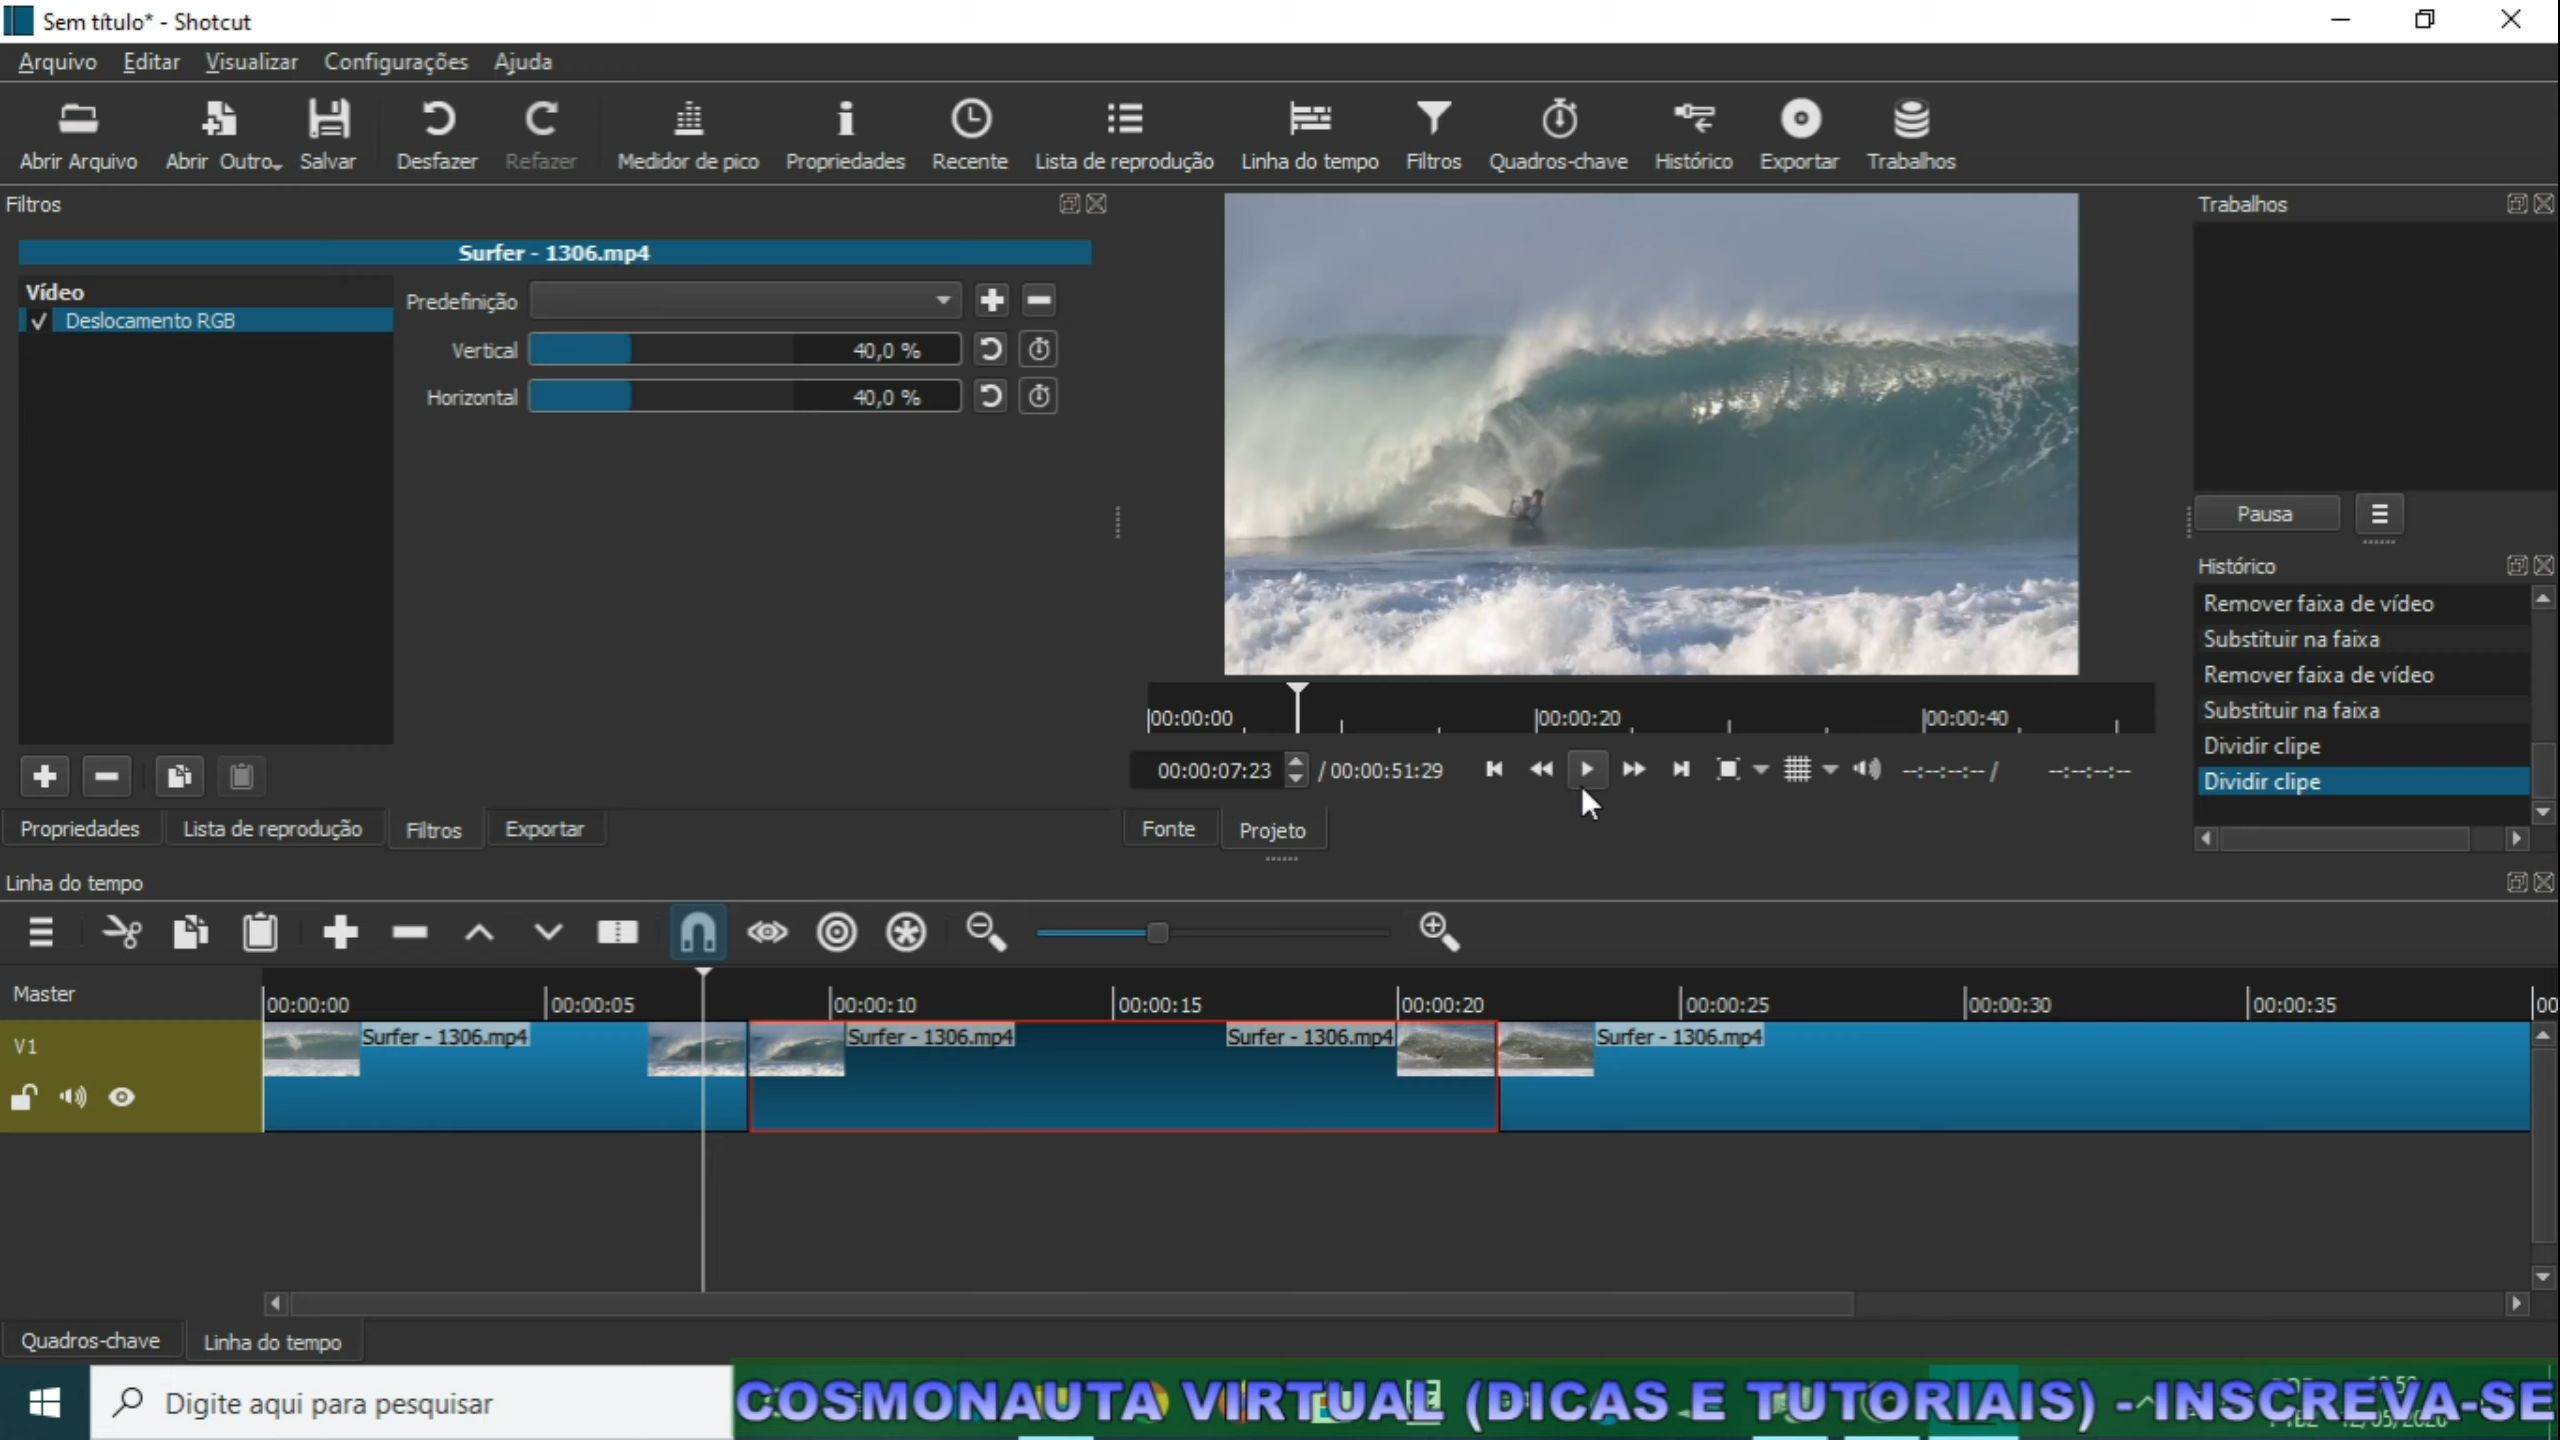 Sem título* - Shotcut
Arquivo Editar Visualizar Configurações Ajuda
Abrir Arquivo Abrir Outro Salvar Desfazer Refazer Medidor de pico Propriedades Recente Lista de reprodução Linha do tempo Filtros Quadros-chave Histórico Exportar Trabalhos
Filtros
Surfer - 1306.mp4
Vídeo
Deslocamento RGB
Predefinição
Vertical 40,0 %
Horizontal 40,0 %
Propriedades Lista de reprodução Filtros Exportar
00:00:00 00:00:20 00:00:40
00:00:07:23 / 00:00:51:29 --:--:--:-- / --:--:--:--
Fonte Projeto
Trabalhos
Pausa
Histórico
Remover faixa de vídeo
Substituir na faixa
Remover faixa de vídeo
Substituir na faixa
Dividir clipe
Dividir clipe
Linha do tempo
Master 00:00:00 00:00:05 00:00:10 00:00:15 00:00:20 00:00:25 00:00:30 00:00:35 00
V1 Surfer - 1306.mp4 Surfer - 1306.mp4 Surfer - 1306.mp4 Surfer - 1306.mp4
Quadros-chave Linha do tempo
Digite aqui para pesquisar
COSMONAUTA VIRTUAL (DICAS E TUTORIAIS) - INSCREVA-SE